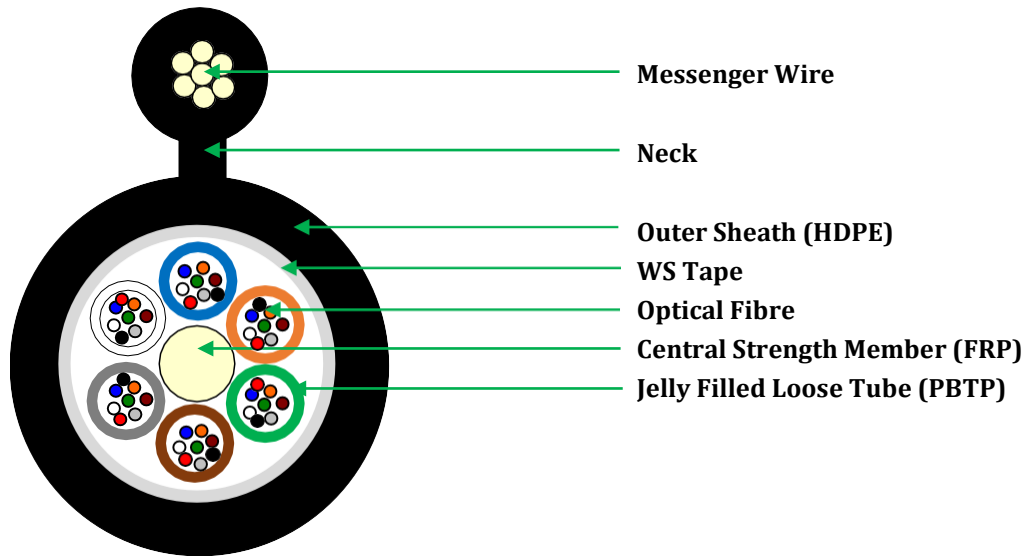 Messenger Wire
Neck
Outer Sheath (HDPE)
WS Tape
Optical Fibre
Central Strength Member (FRP)
Jelly Filled Loose Tube (PBTP)